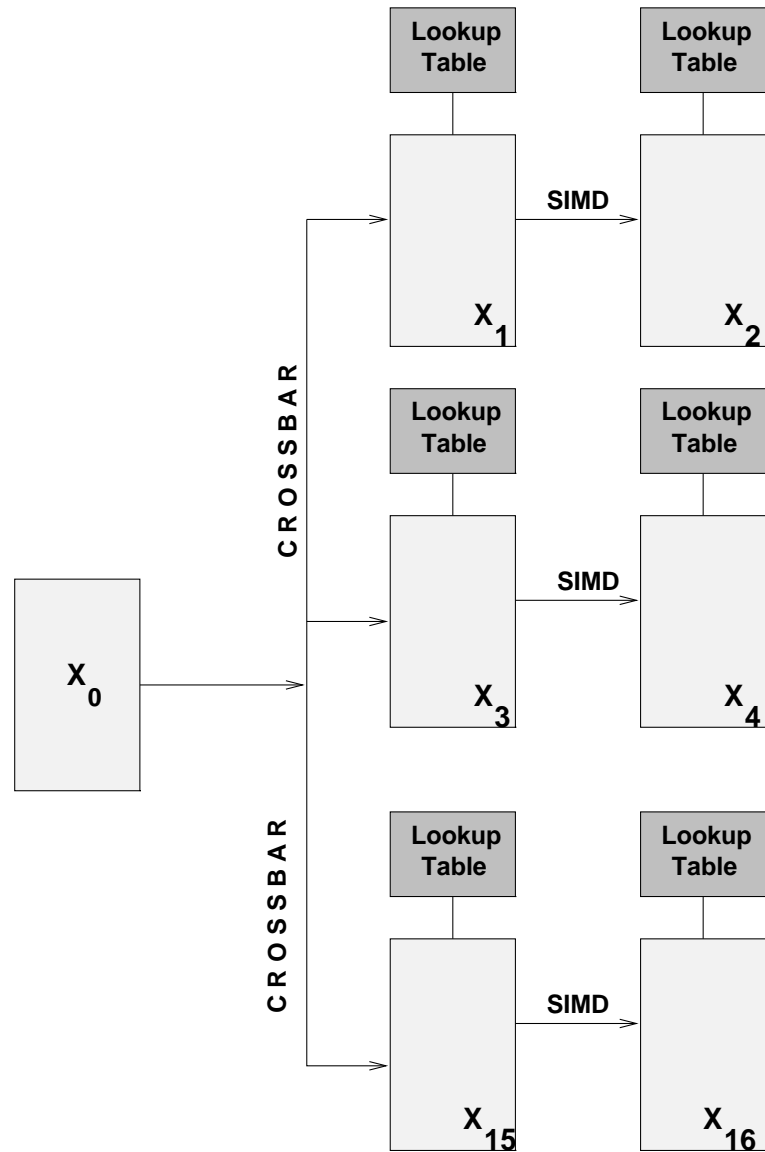 Lookup
Table
Lookup
Table
SIMD
X1
X2
CROSSBAR
Lookup
Table
Lookup
Table
SIMD
X0
X3
X4
CROSSBAR
Lookup
Table
Lookup
Table
SIMD
X15
X16